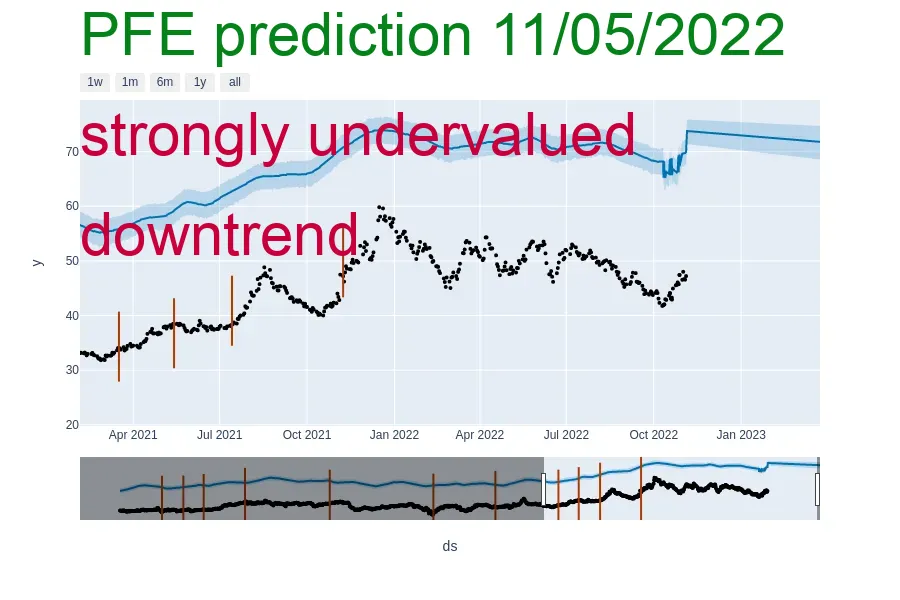 PFE prediction 11/05/2022
1w 1m 6m 1y all
strongly undervalued
downtrend
70
60
50
40
30
20
y
Apr 2021 Jul 2021 Oct 2021 Jan 2022 Apr 2022 Jul 2022 Oct 2022 Jan 2023
ds